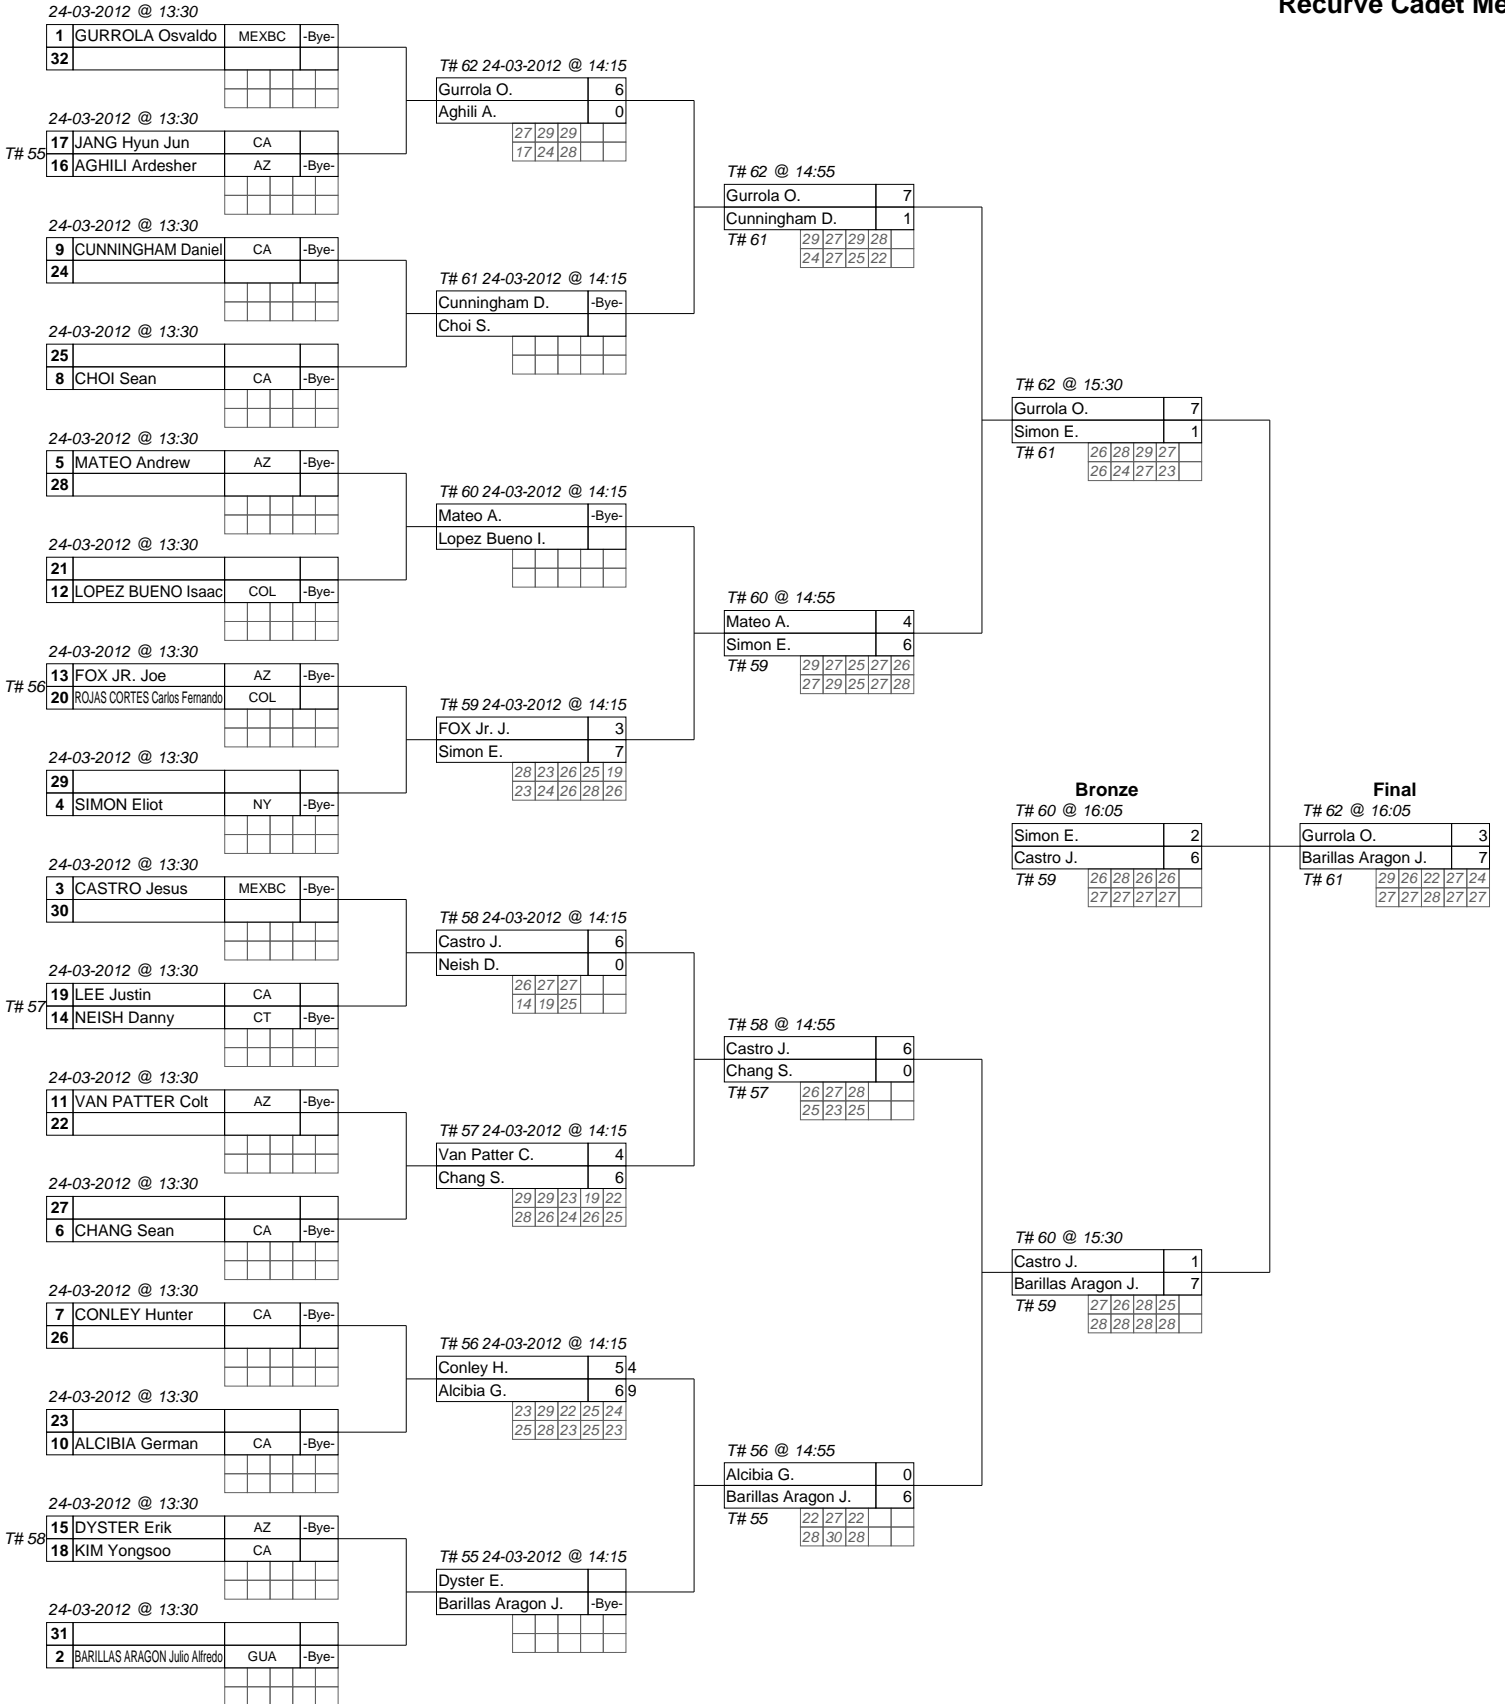 Recurve Cadet Me
24-03-2012 @ 13:30
1 GURROLA Osvaldo MEXBC -Bye-
32
24-03-2012 @ 13:30
T# 55
17 JANG Hyun Jun CA
16 AGHILI Ardesher AZ -Bye-
24-03-2012 @ 13:30
9 CUNNINGHAM Daniel CA -Bye-
24
24-03-2012 @ 13:30
25
8 CHOI Sean CA -Bye-
24-03-2012 @ 13:30
5 MATEO Andrew AZ -Bye-
28
24-03-2012 @ 13:30
21
12 LOPEZ BUENO Isaac COL -Bye-
24-03-2012 @ 13:30
T# 56
13 FOX JR. Joe AZ -Bye-
20 ROJAS CORTES Carlos Fernando COL
24-03-2012 @ 13:30
29
4 SIMON Eliot NY -Bye-
24-03-2012 @ 13:30
3 CASTRO Jesus MEXBC -Bye-
30
24-03-2012 @ 13:30
T# 57
19 LEE Justin CA
14 NEISH Danny CT -Bye-
24-03-2012 @ 13:30
11 VAN PATTER Colt AZ -Bye-
22
24-03-2012 @ 13:30
27
6 CHANG Sean CA -Bye-
24-03-2012 @ 13:30
7 CONLEY Hunter CA -Bye-
26
24-03-2012 @ 13:30
23
10 ALCIBIA German CA -Bye-
24-03-2012 @ 13:30
T# 58
15 DYSTER Erik AZ -Bye-
18 KIM Yongsoo CA
24-03-2012 @ 13:30
31
2 BARILLAS ARAGON Julio Alfredo GUA -Bye-
T# 62 24-03-2012 @ 14:15
Gurrola O. 6
Aghili A. 0
27 29 29
17 24 28
T# 61 24-03-2012 @ 14:15
Cunningham D. -Bye-
Choi S.
T# 60 24-03-2012 @ 14:15
Mateo A. -Bye-
Lopez Bueno I.
T# 59 24-03-2012 @ 14:15
FOX Jr. J. 3
Simon E. 7
28 23 26 25 19
23 24 26 28 26
T# 58 24-03-2012 @ 14:15
Castro J. 6
Neish D. 0
26 27 27
14 19 25
T# 57 24-03-2012 @ 14:15
Van Patter C. 4
Chang S. 6
29 29 23 19 22
28 26 24 26 25
T# 56 24-03-2012 @ 14:15
Conley H. 5 4
Alcibia G. 6 9
23 29 22 25 24
25 28 23 25 23
T# 55 24-03-2012 @ 14:15
Dyster E.
Barillas Aragon J. -Bye-
T# 62 @ 14:55
Gurrola O. 7
Cunningham D. 1
T# 61 29 27 29 28
24 27 25 22
T# 60 @ 14:55
Mateo A. 4
Simon E. 6
T# 59 29 27 25 27 26
27 29 25 27 28
T# 58 @ 14:55
Castro J. 6
Chang S. 0
T# 57 26 27 28
25 23 25
T# 56 @ 14:55
Alcibia G. 0
Barillas Aragon J. 6
T# 55 22 27 22
28 30 28
T# 62 @ 15:30
Gurrola O. 7
Simon E. 1
T# 61 26 28 29 27
26 24 27 23
Bronze
T# 60 @ 16:05
Simon E. 2
Castro J. 6
T# 59 26 28 26 26
27 27 27 27
T# 60 @ 15:30
Castro J. 1
Barillas Aragon J. 7
T# 59 27 26 28 25
28 28 28 28
Final
T# 62 @ 16:05
Gurrola O. 3
Barillas Aragon J. 7
T# 61 29 26 22 27 24
27 27 28 27 27